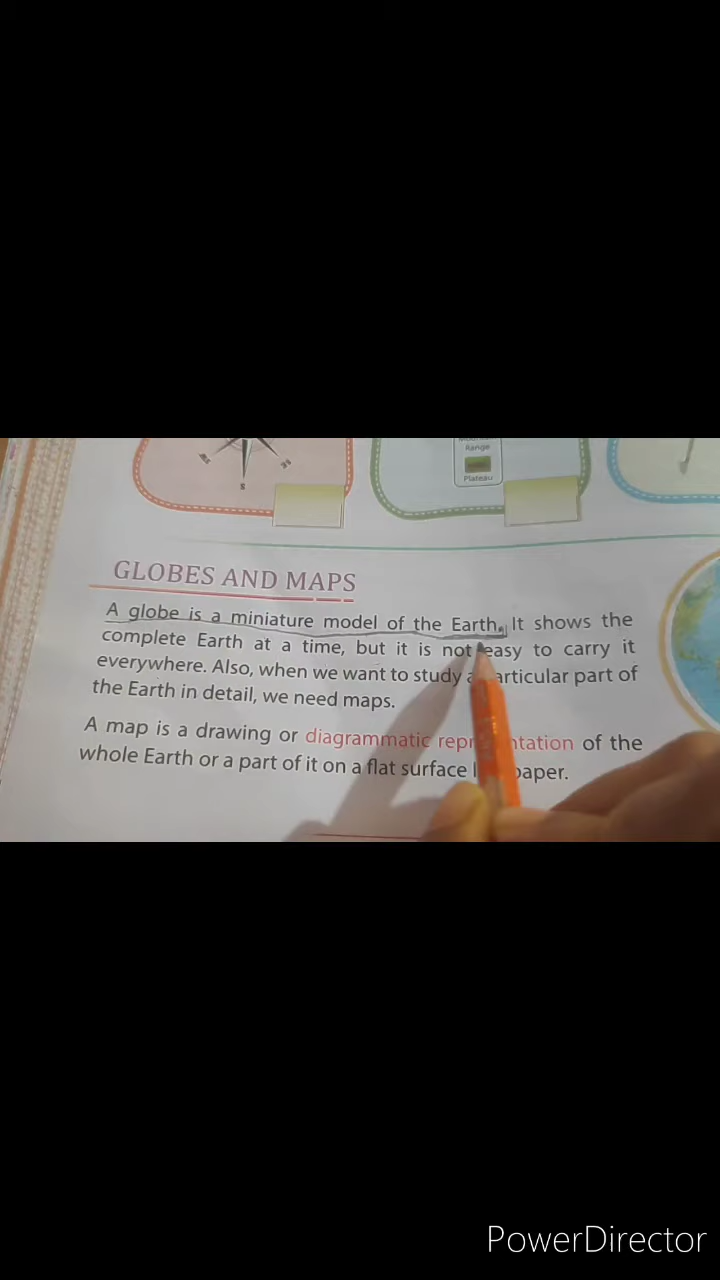 Range
Plateau
S
GLOBES AND MAPS
A globe is a miniature model of the Earth. It shows the
complete Earth at a time, but it is not easy to carry it
everywhere. Also, when we want to study a particular part of
the Earth in detail, we need maps.
A map is a drawing or diagrammatic representation of the
whole Earth or a part of it on a flat surface paper.
PowerDirector